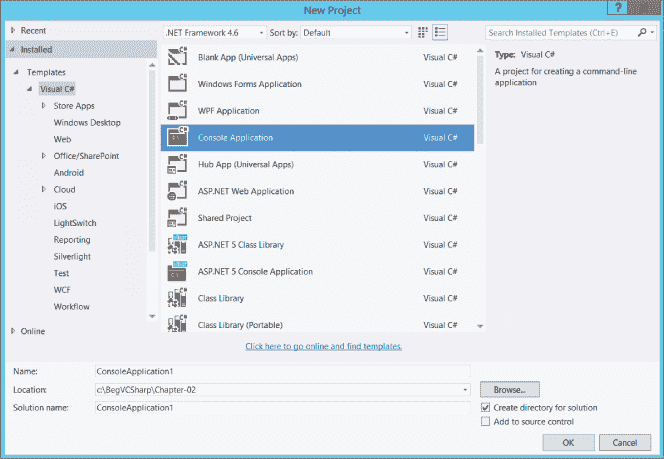 New Project
?
Recent
Installed
Templates
Visual C#
Store Apps
Windows Desktop
Web
Office/SharePoint
Android
Cloud
iOS
LightSwitch
Reporting
Silverlight
Test
WCF
Workflow
Online
.NET Framework 4.6 Sort by: Default
Blank App (Universal Apps) Visual C#
Windows Forms Application Visual C#
WPF Application Visual C#
Console Application Visual C#
Hub App (Universal Apps) Visual C#
ASP.NET Web Application Visual C#
Shared Project Visual C#
ASP.NET 5 Class Library Visual C#
ASP.NET 5 Console Application Visual C#
Class Library Visual C#
Class Library (Portable) Visual C#
Click here to go online and find templates.
Search Installed Templates (Ctrl+E)
Type: Visual C#
A project for creating a command-line
application
Name: ConsoleApplication1
Location: c:\BegVCSharp\Chapter-02 Browse...
Solution name: ConsoleApplication1
Create directory for solution
Add to source control
OK Cancel